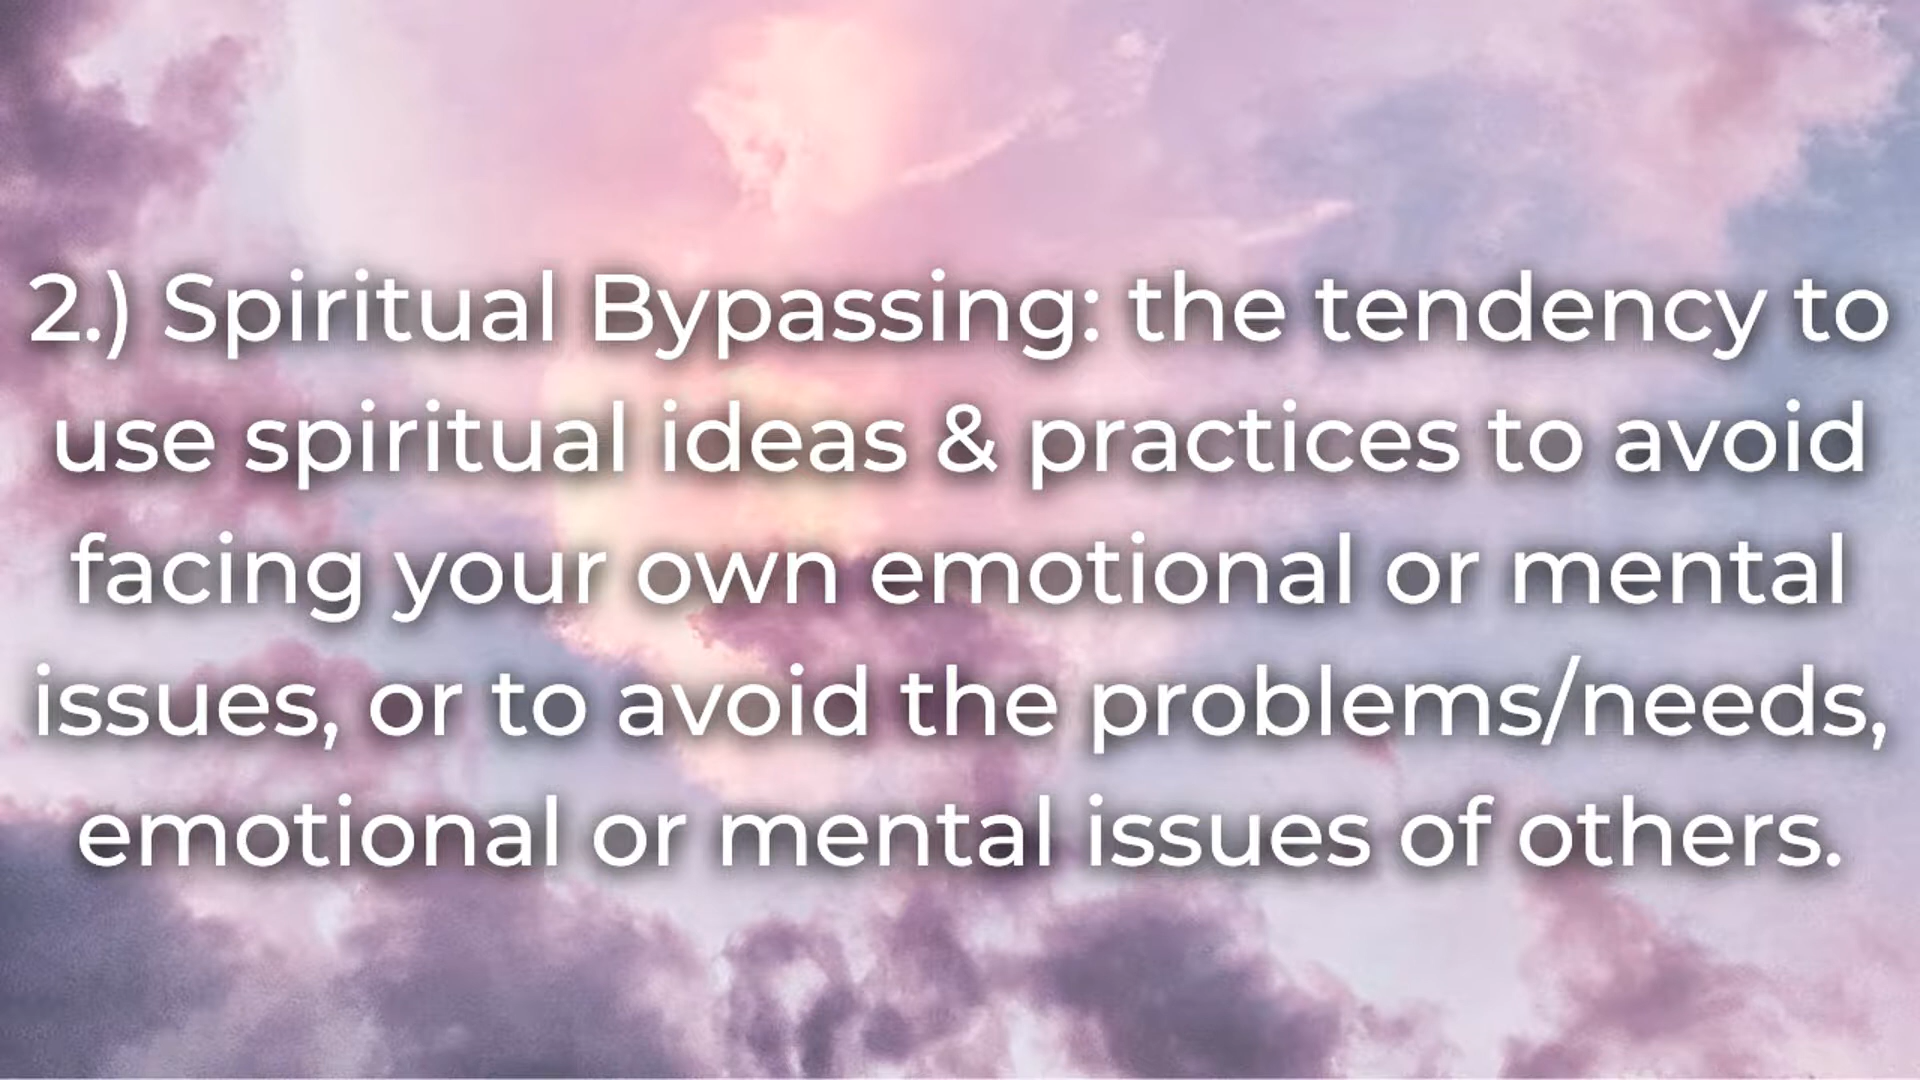 2.) Spiritual Bypassing: the tendency to
use spiritual ideas & practices to avoid
facing your own emotional or mental
issues, or to avoid the problems/needs,
emotional or mental issues of others.